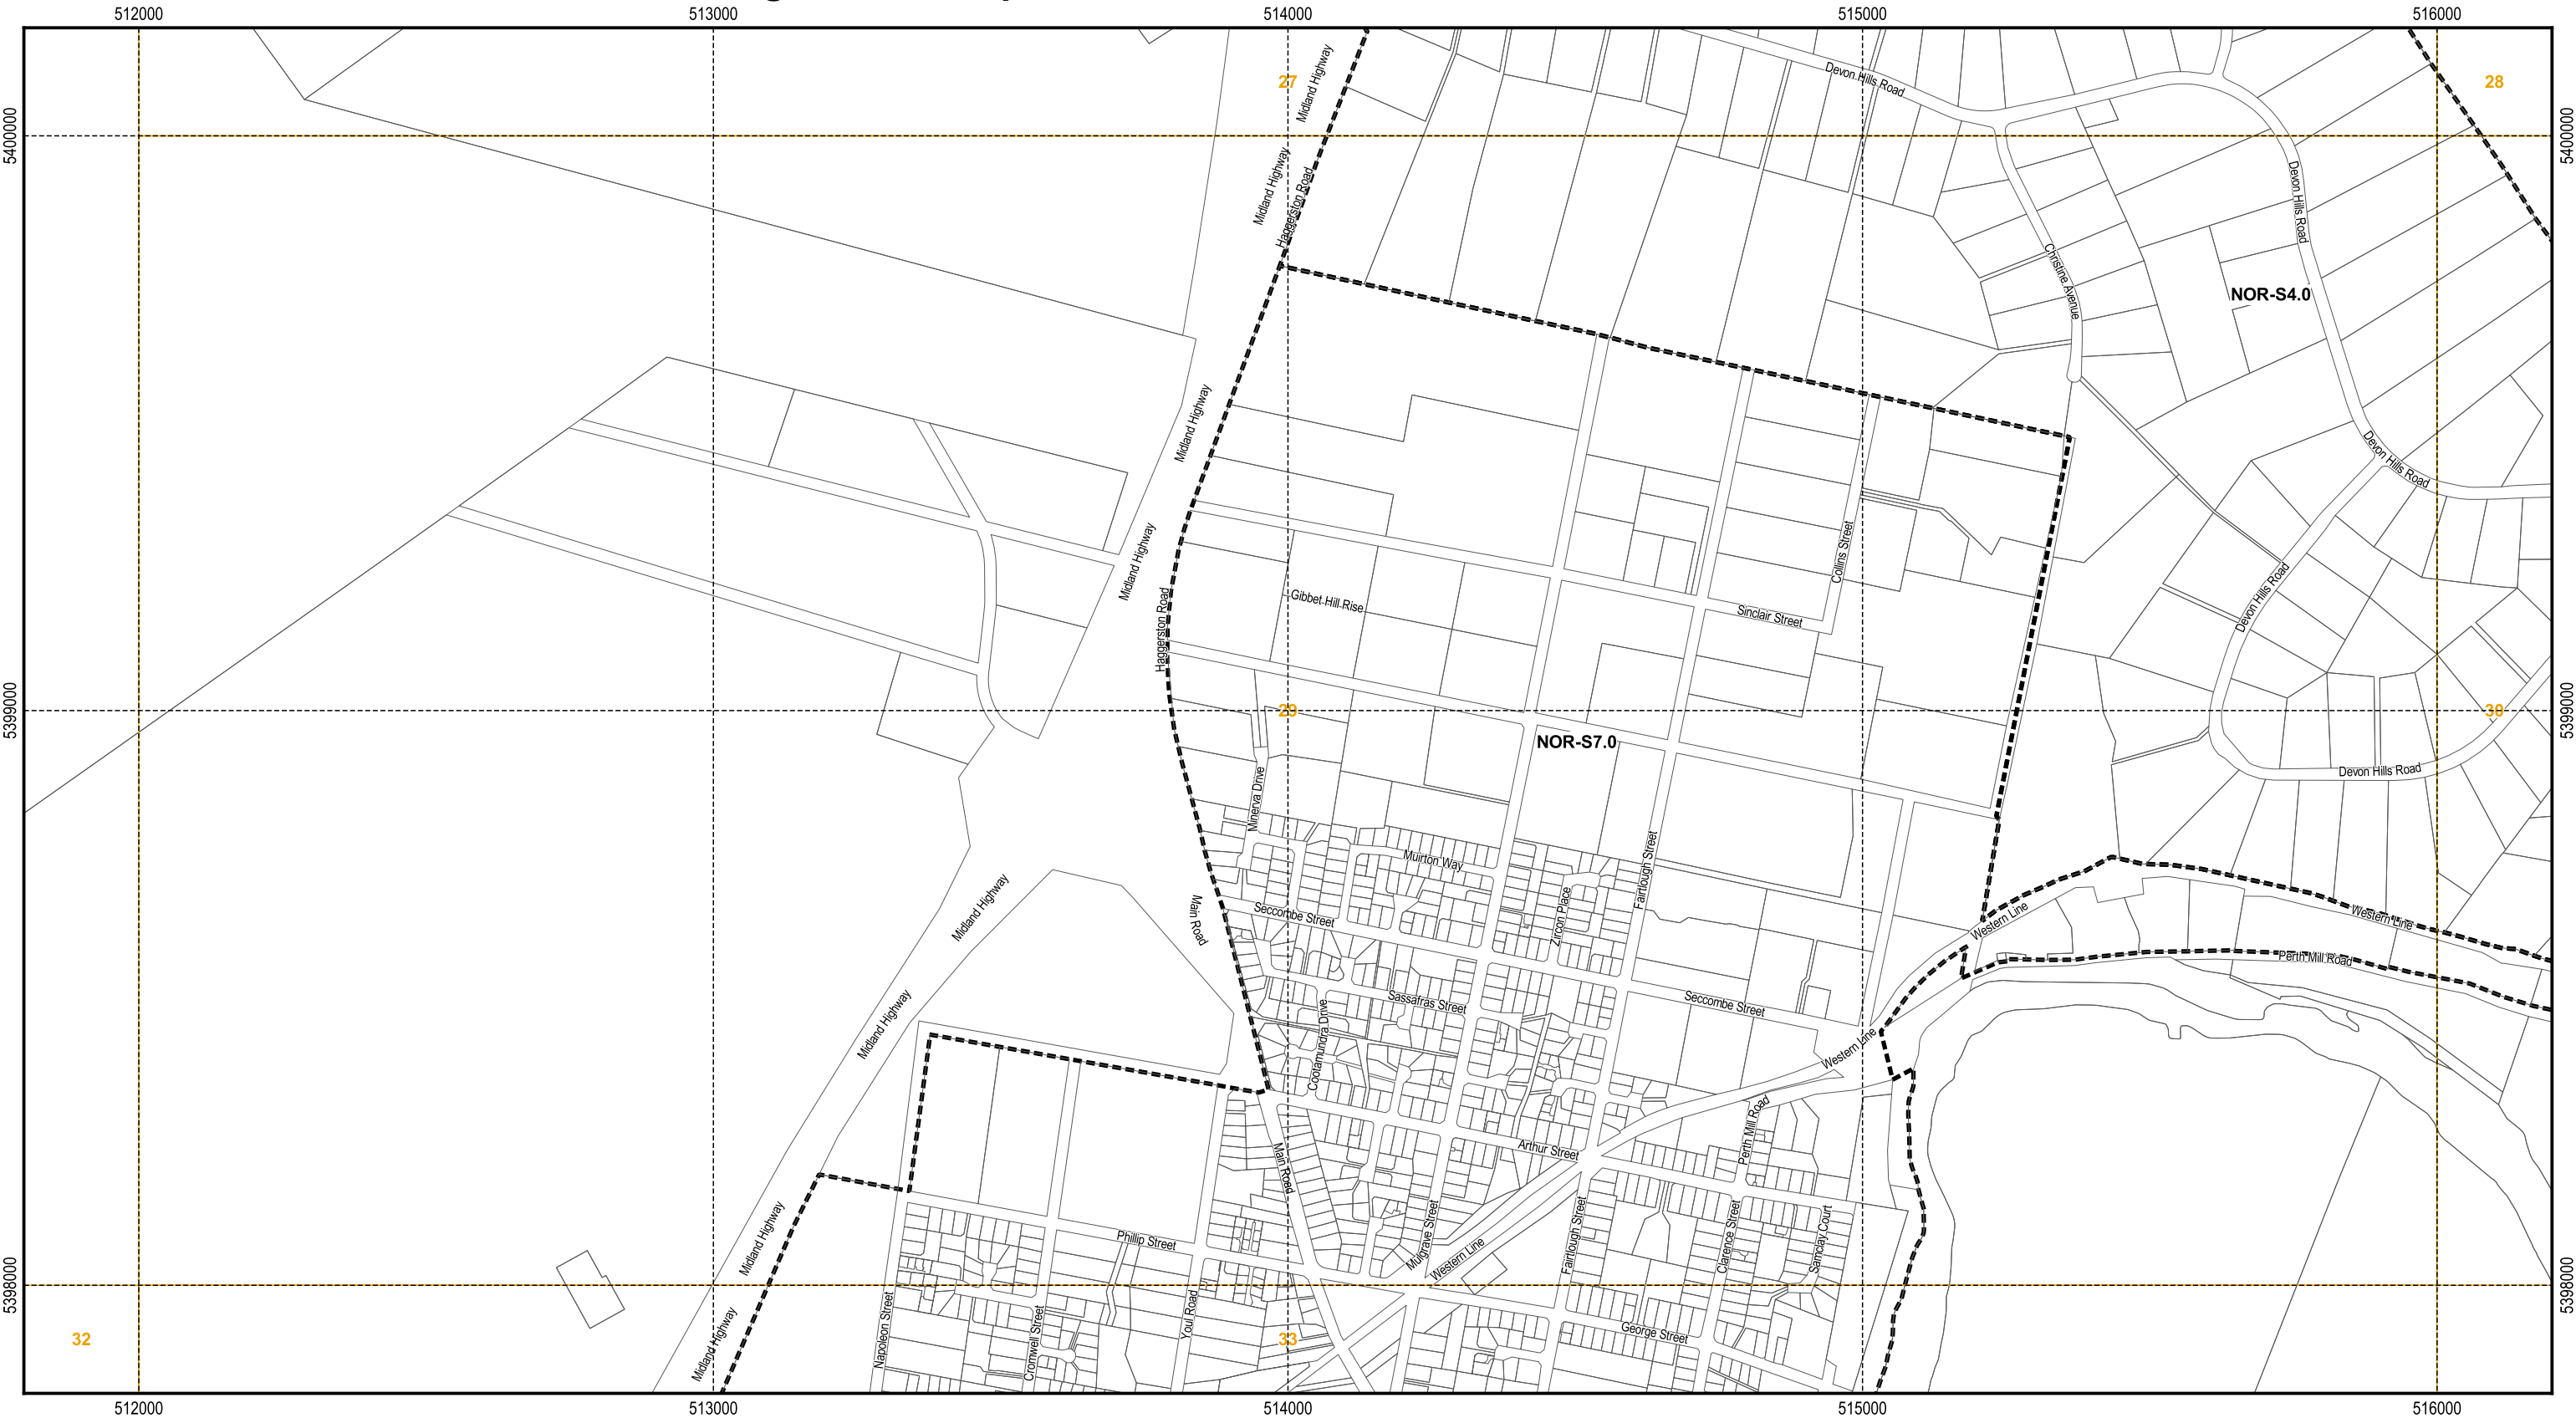 512000
513000
514000
515000
516000
27
28
Midland Highway
Devon Hills Road
5400000
5400000
Midland Highway
Haggerston Road
Devon Hills Road
Christine Avenue
NOR-S4.0
Midland Highway
Devon Hills Road
Midland Highway
Collins Street
Haggerston Road
Gibbet Hill Rise
Sinclair Street
Devon Hills Road
5399000
29
30
5399000
NOR-S7.0
Devon Hills Road
Minerva Drive
Muirton Way
Fairtlough Street
Midland Highway
Main Road
Seccombe Street
Zircon Place
Western Line
Western Line
Perth Mill Road
Midland Highway
Sassafras Street
Seccombe Street
Cootamundra Drive
Western Line
Main Road
Arthur Street
Perth Mill Road
Midland Highway
Phillip Street
Mulgrave Street
Western Line
Fairtlough Street
Clarence Street
Samclay Court
5398000
5398000
32
Midland Highway
Napoleon Street
Cromwell Street
Youl Road
33
George Street
512000
513000
514000
515000
516000